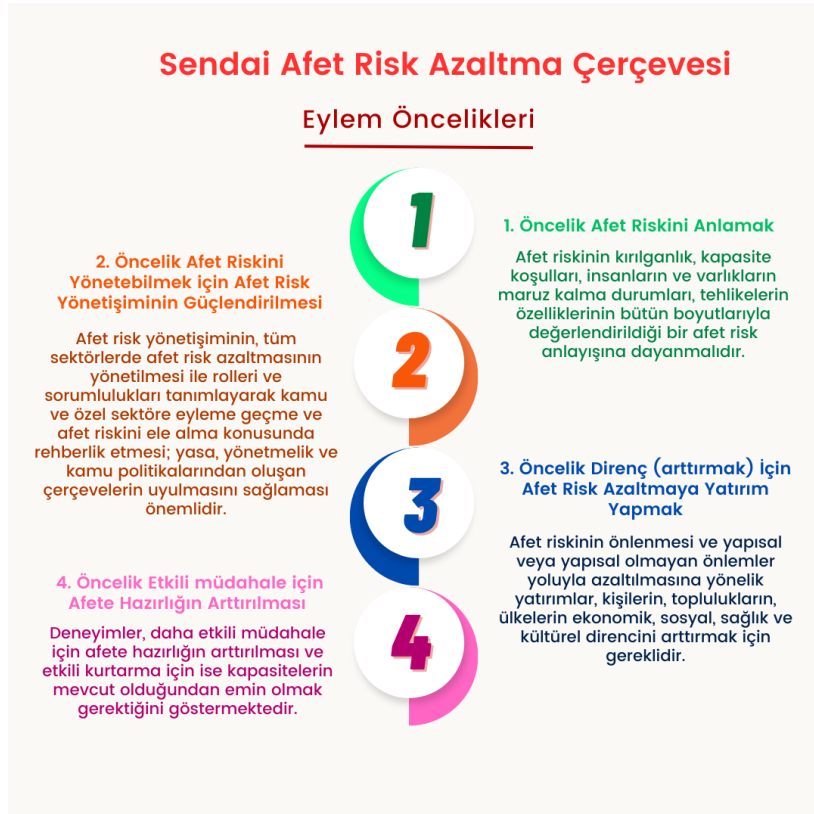 Sendai Afet Risk Azaltma Çerçevesi
Eylem Öncelikleri
1
1. Öncelik Afet Riskini Anlamak
Afet riskinin kırılganlık, kapasite
koşulları, insanların ve varlıkların
maruz kalma durumları, tehlikelerin
özelliklerinin bütün boyutlarıyla
değerlendirildiği bir afet risk
anlayışına dayanmalıdır.
2
2. Öncelik Afet Riskini
Yönetebilmek için Afet Risk
Yönetişiminin Güçlendirilmesi
Afet risk yönetişiminin, tüm
sektörlerde afet risk azaltmasının
yönetilmesi ile rolleri ve
sorumlulukları tanımlayarak kamu
ve özel sektöre eyleme geçme ve
afet riskini ele alma konusunda
rehberlik etmesi; yasa, yönetmelik ve
kamu politikalarından oluşan
çerçevelerin uyulmasını sağlaması
önemlidir.
3
3. Öncelik Direnç (arttırmak) İçin
Afet Risk Azaltmaya Yatırım
Yapmak
Afet riskinin önlenmesi ve yapısal
veya yapısal olmayan önlemler
yoluyla azaltılmasına yönelik
yatırımlar, kişilerin, toplulukların,
ülkelerin ekonomik, sosyal, sağlık ve
kültürel direncini arttırmak için
gereklidir.
4
4. Öncelik Etkili müdahale için
Afete Hazırlığın Arttırılması
Deneyimler, daha etkili müdahale
için afete hazırlığın arttırılması ve
etkili kurtarma için ise kapasitelerin
mevcut olduğundan emin olmak
gerektiğini göstermektedir.